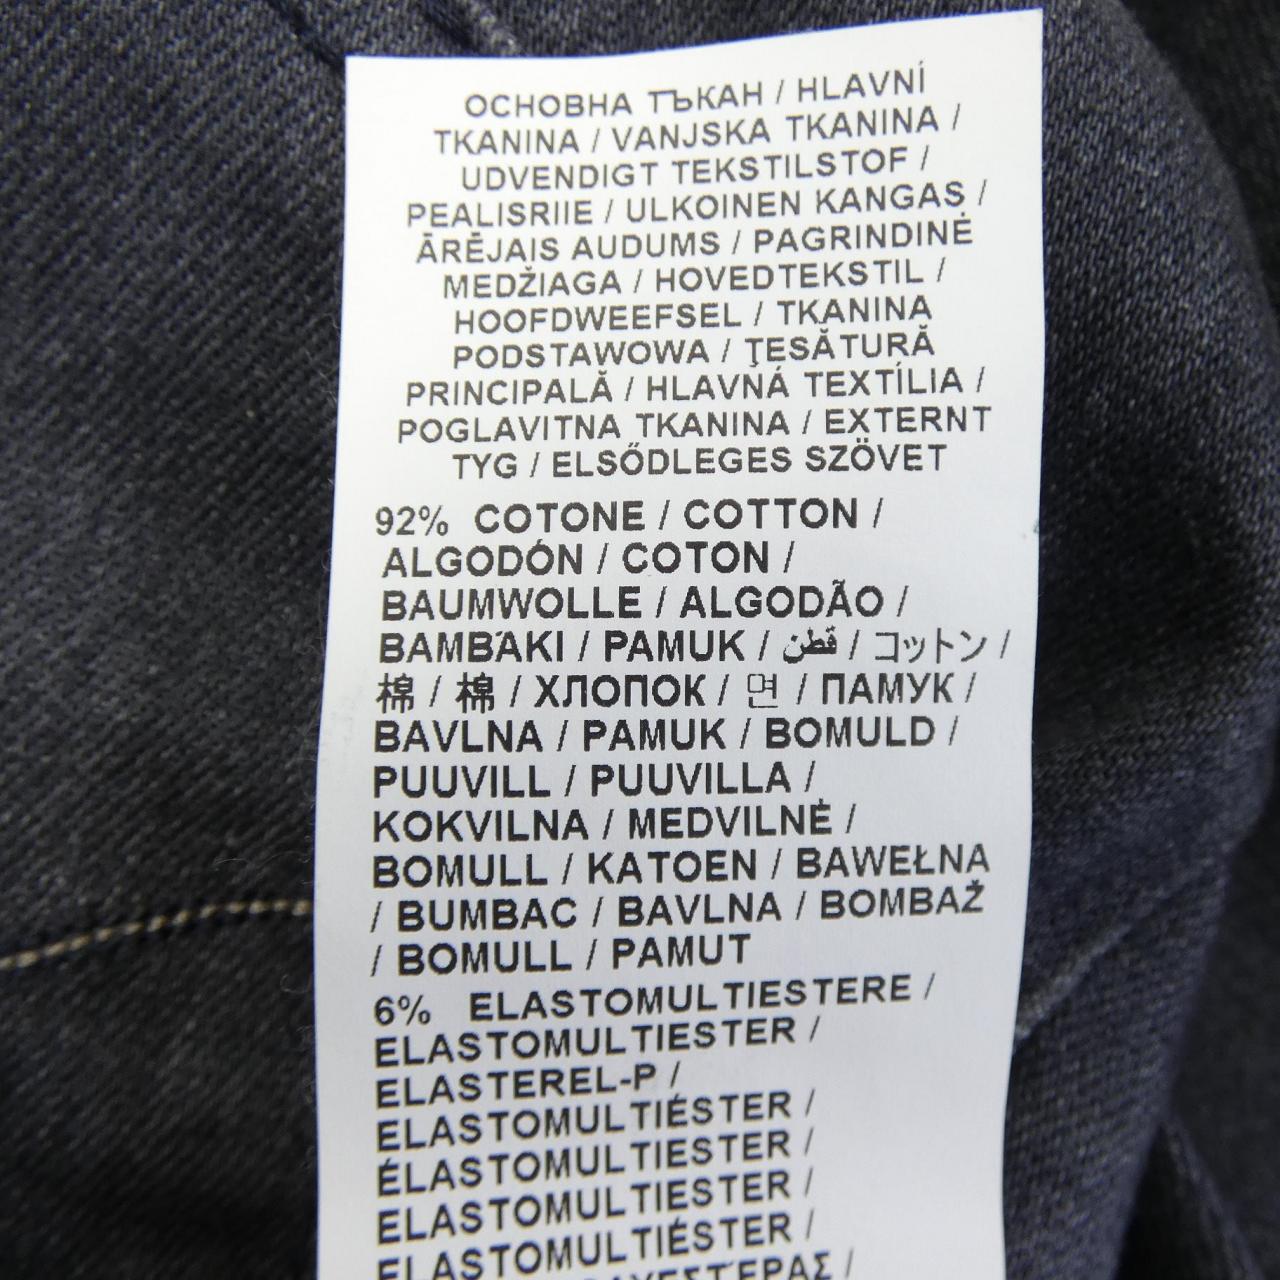 ОСНОВНА ТЪКАН / HLAVNÍ
TKANINA / VANJSKA TKANINA /
UDVENDIGT TEKSTILSTOF /
PEALISRIIE / ULKOINEN KANGAS /
ĀRĒJAIS AUDUMS / PAGRINDINĖ
MEDŽIAGA / HOVEDTEKSTIL /
HOOFDWEEFSEL / TKANINA
PODSTAWOWA / ŢESĂTURĂ
PRINCIPALĂ / HLAVNÁ TEXTÍLIA /
POGLAVITNA TKANINA / EXTERNT
TYG / ELSŐDLEGES SZÖVET
92% COTONE / COTTON /
ALGODÓN / COTON /
BAUMWOLLE / ALGODÃO /
ΒΑΜΒΆΚΙ / PAMUK / قطن / コットン /
棉 / 棉 / ХЛОПОК / 면 / ПАМУК /
BAVLNA / PAMUK / BOMULD /
PUUVILL / PUUVILLA /
KOKVILNA / MEDVILNĖ /
BOMULL / KATOEN / BAWEŁNA
/ BUMBAC / BAVLNA / BOMBAŽ
/ BOMULL / PAMUT
6% ELASTOMULTIESTERE /
ELASTOMULTIESTER /
ELASTEREL-P /
ELASTOMULTIÉSTER /
ÉLASTOMULTIESTER /
ELASTOMULTIESTER /
ELASTOMULTIÉSTER /